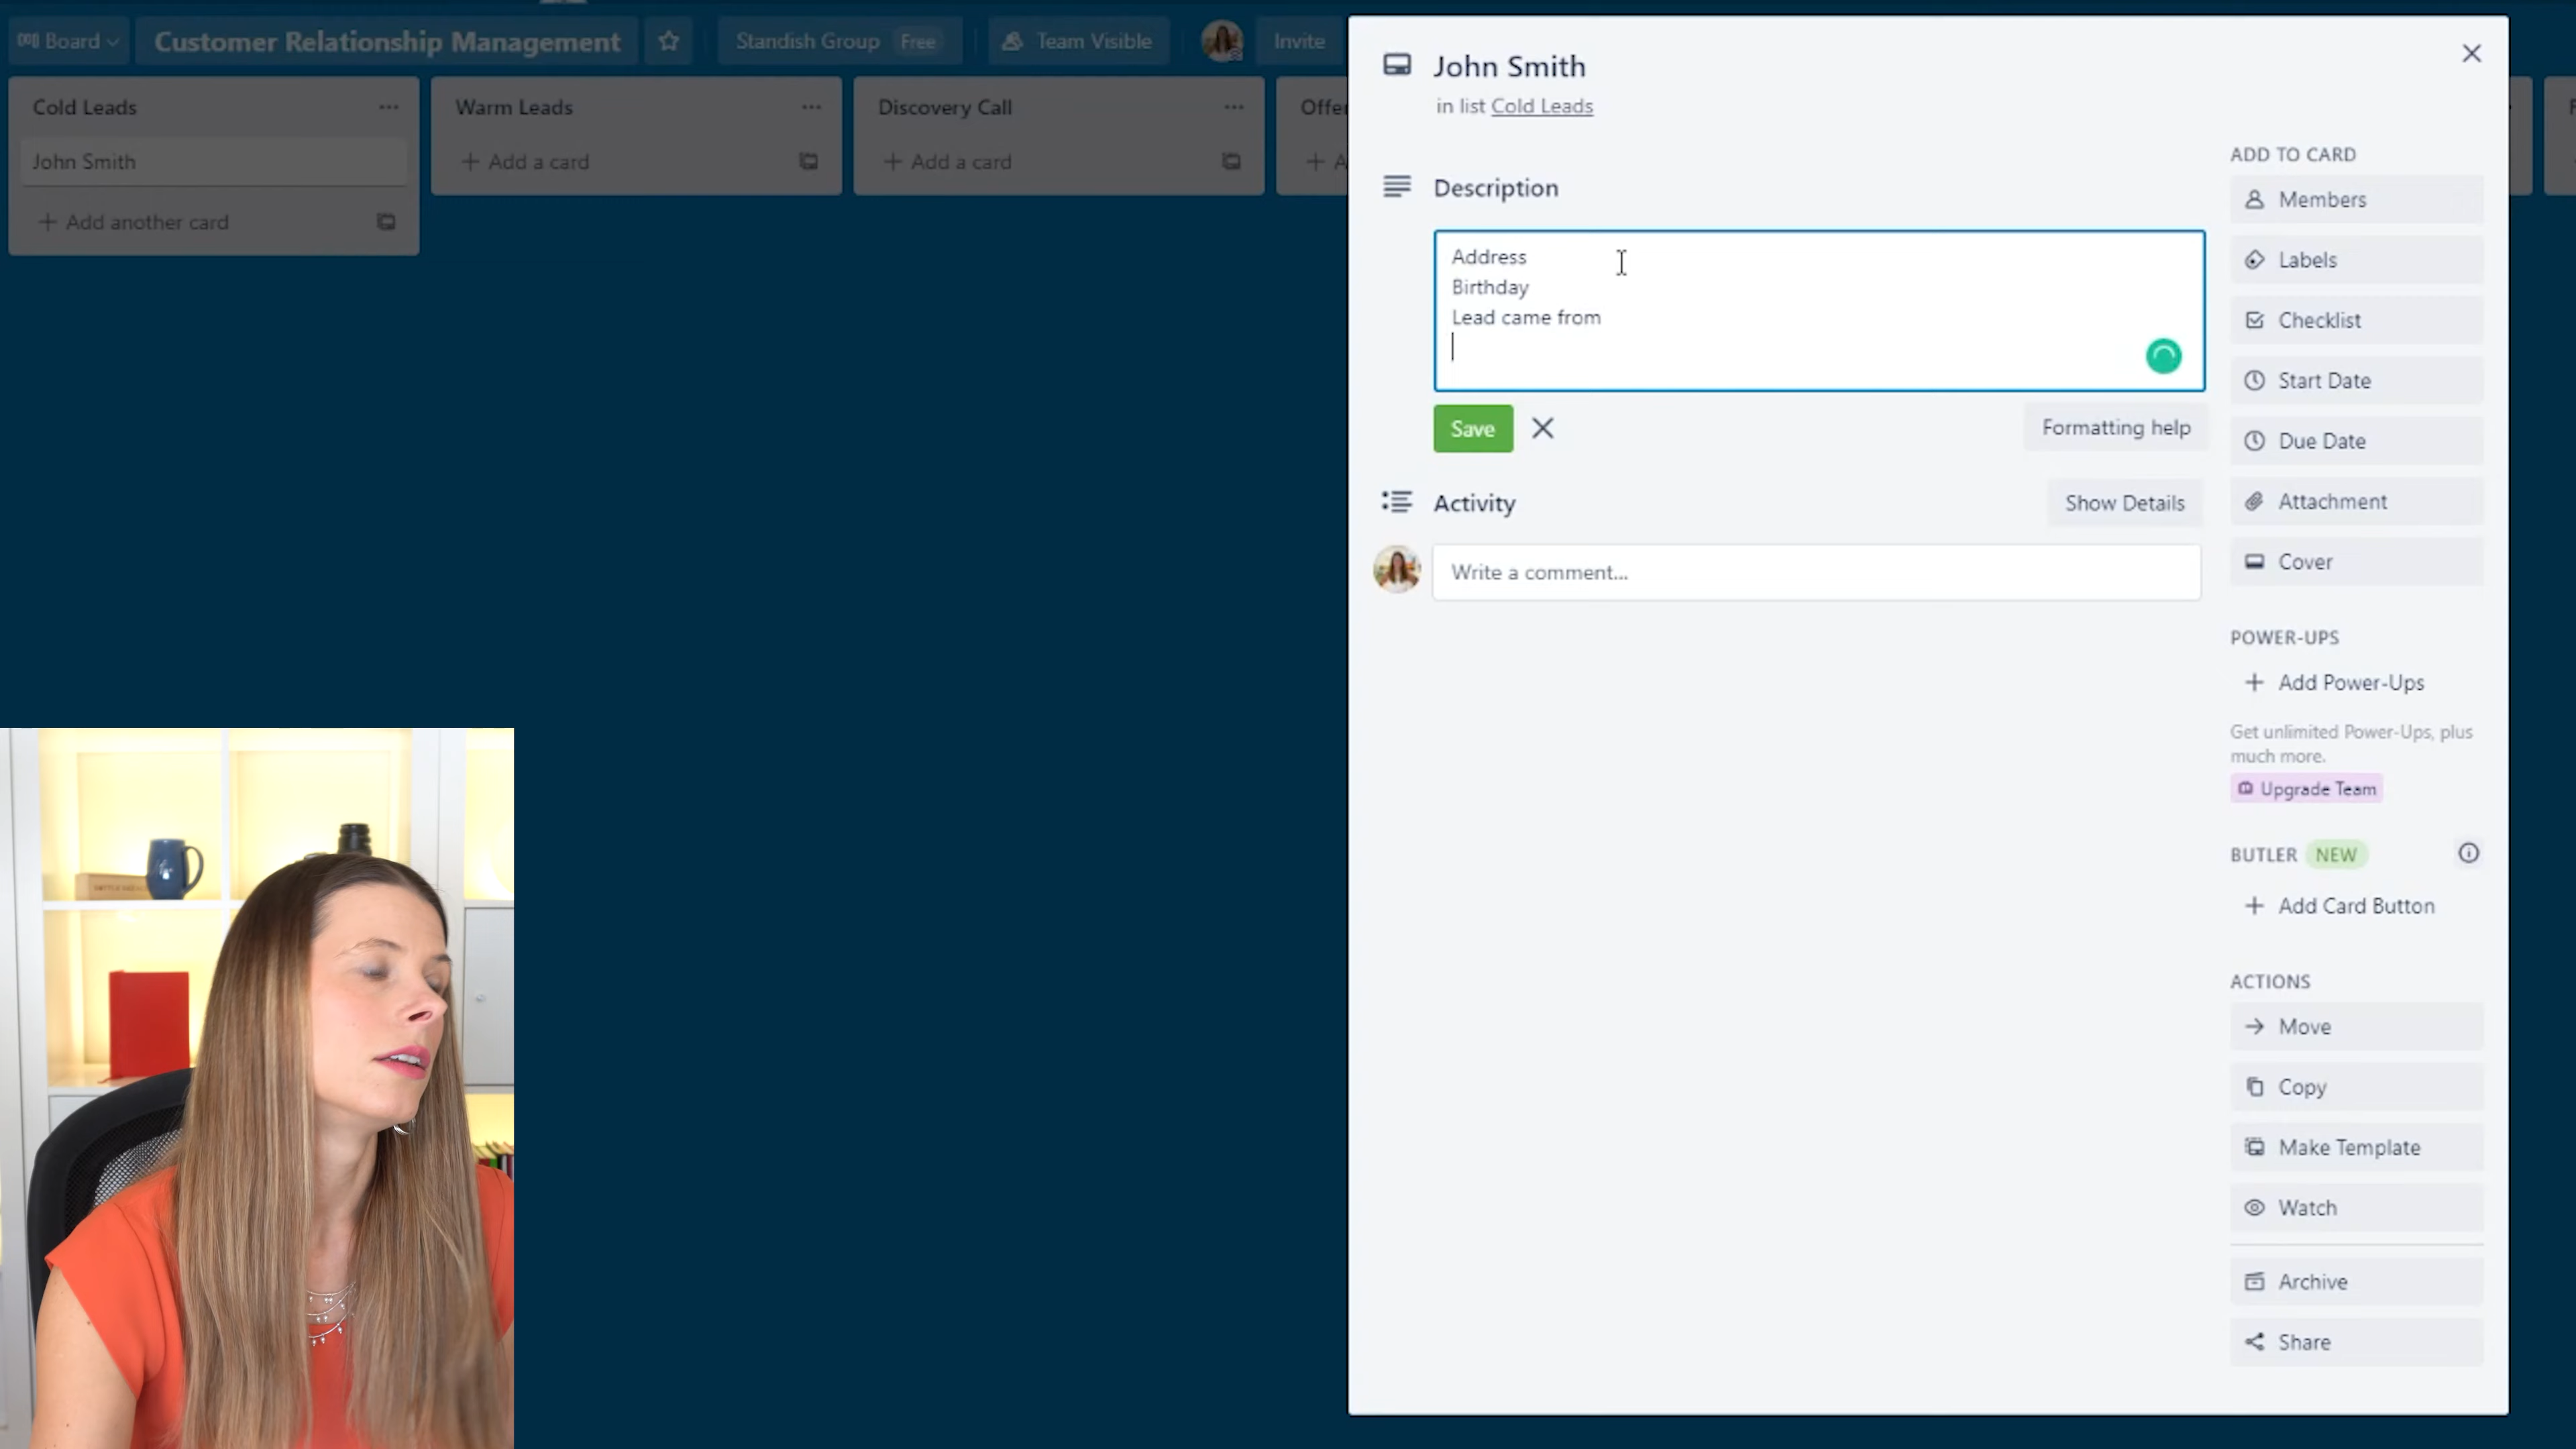 Board
Customer Relationship Management
Standish Group Free
Team Visible
Invite
Cold Leads
John Smith
+ Add another card
Warm Leads
+ Add a card
Discovery Call
+ Add a card
+ A
John Smith
in list Cold Leads
Description
Address
Birthday
Lead came from
Save
Formatting help
Activity
Show Details
Write a comment...
ADD TO CARD
Members
Labels
Checklist
Start Date
Due Date
Attachment
Cover
POWER-UPS
+ Add Power-Ups
Get unlimited Power-Ups, plus
much more.
Upgrade Team
BUTLER NEW
+ Add Card Button
ACTIONS
Move
Copy
Make Template
Watch
Archive
Share